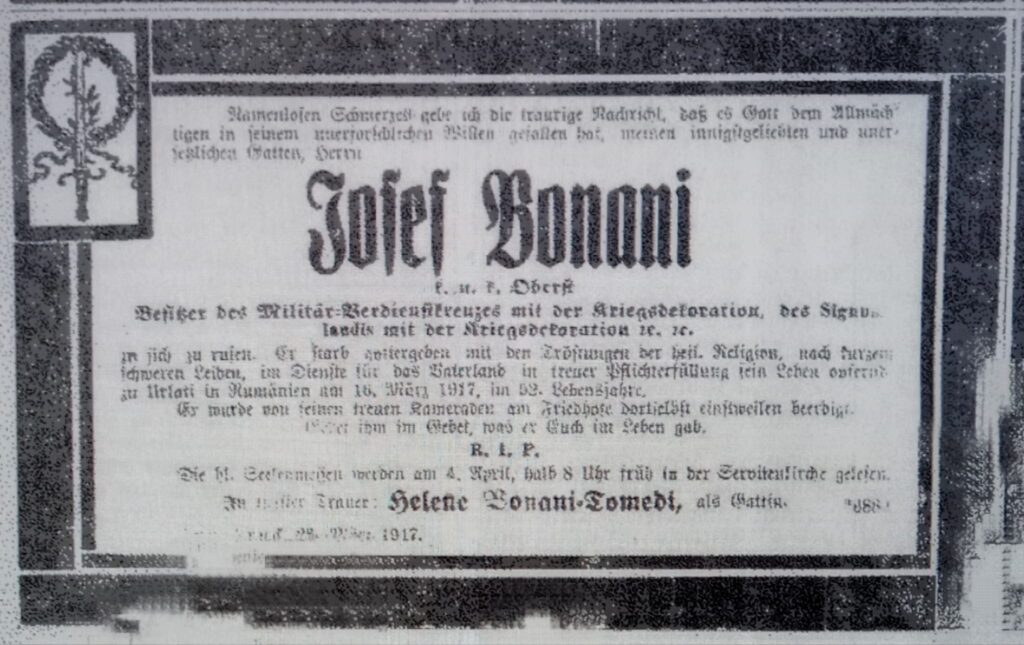 Namenlosen Schmerzes gebe ich die traurige Nachricht, daß es Gott dem Allmäch-
tigen in seinem unerforschlichen Willen gefallen hat, meinen innigstgeliebten und uner-
setzlichen Gatten, Herrn
Josef Bonani
k. u. k. Oberst
Besitzer des Militär-Verdienstkreuzes mit der Kriegsdekoration, des Signum
laudis mit der Kriegsdekoration ꝛc. ꝛc.
zu sich zu rufen. Er starb gottergeben mit den Tröstungen der heil. Religion, nach kurzem
schweren Leiden, im Dienste für das Vaterland in treuer Pflichterfüllung sein Leben opfernd
zu Urlati in Rumänien am 16. März 1917, im 52. Lebensjahre.
Er wurde von seinen treuen Kameraden am Friedhofe dortselbst einstweilen beerdigt.
ihm im Gebet, was er Euch im Leben gab.
R. I. P.
Die hl. Seelenmessen werden am 4. April, halb 8 Uhr früh in der Servitenkirche gelesen.
In tiefster Trauer: Helene Bonani-Tomedi, als Gattin.
März 1917.